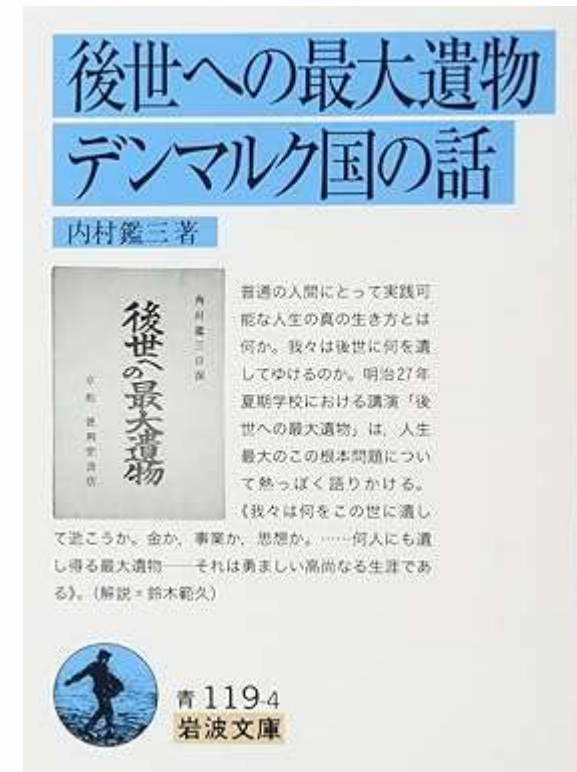 後世への最大遺物
デンマルク国の話
内村鑑三著
後世への最大遺物
普通の人間にとって実践可
能な人生の真の生き方とは
何か。我々は後世に何を遺
してゆけるのか。明治27年
夏期学校における講演「後
世への最大遺物」は、人生
最大のこの根本問題につい
て熱っぽく語りかける。
《我々は何をこの世に遺し
て逝こうか。金か、事業か、思想か。……何人にも遺
し得る最大遺物——それは勇ましい高尚なる生涯であ
る》。(解説=鈴木範久)
青 119-4
岩波文庫